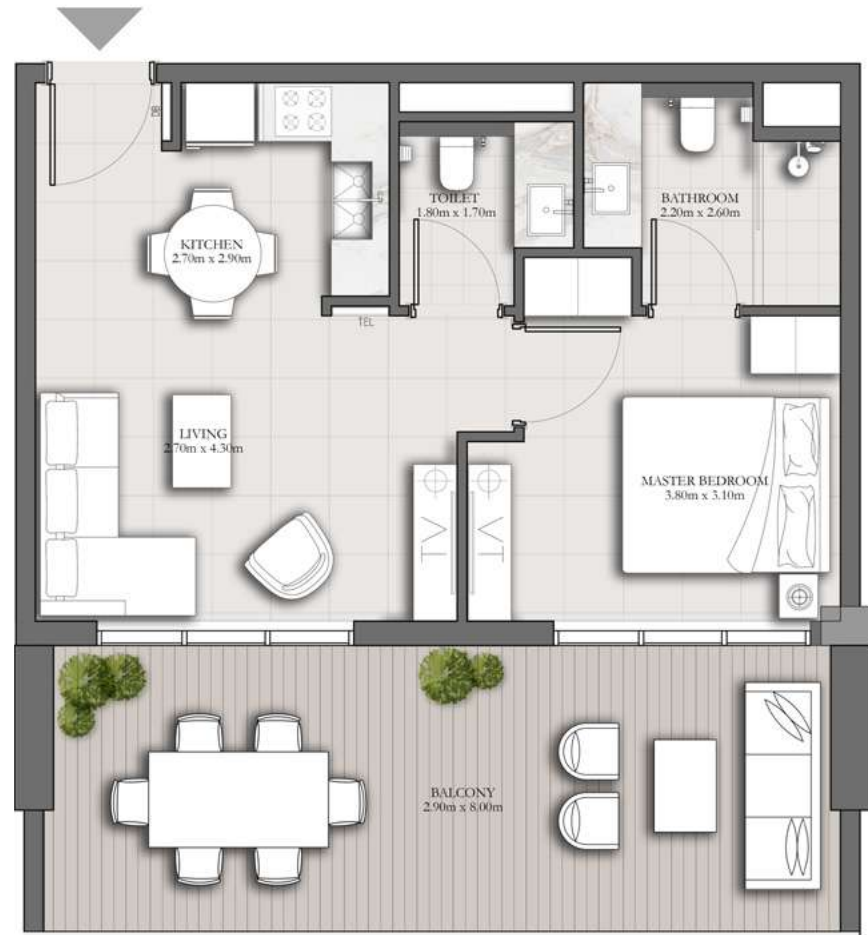 DB
TOILET
1.80m x 1.70m
BATHROOM
2.20m x 2.60m
KITCHEN
2.70m x 2.90m
TEL
LIVING
2.70m x 4.30m
MASTER BEDROOM
3.80m x 3.10m
TV
TV
BALCONY
2.90m x 8.00m